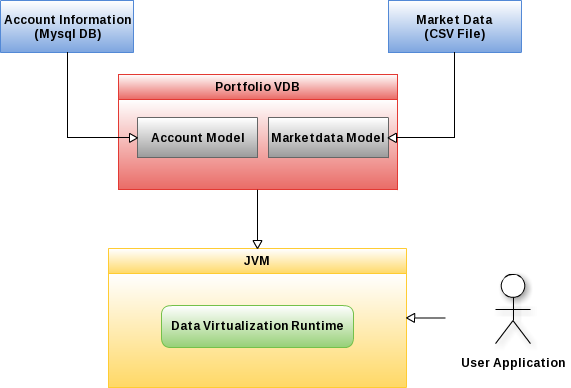 Account Information
(Mysql DB)
Market Data
(CSV File)
Portfolio VDB
Account Model
Marketdata Model
JVM
Data Virtualization Runtime
User Application